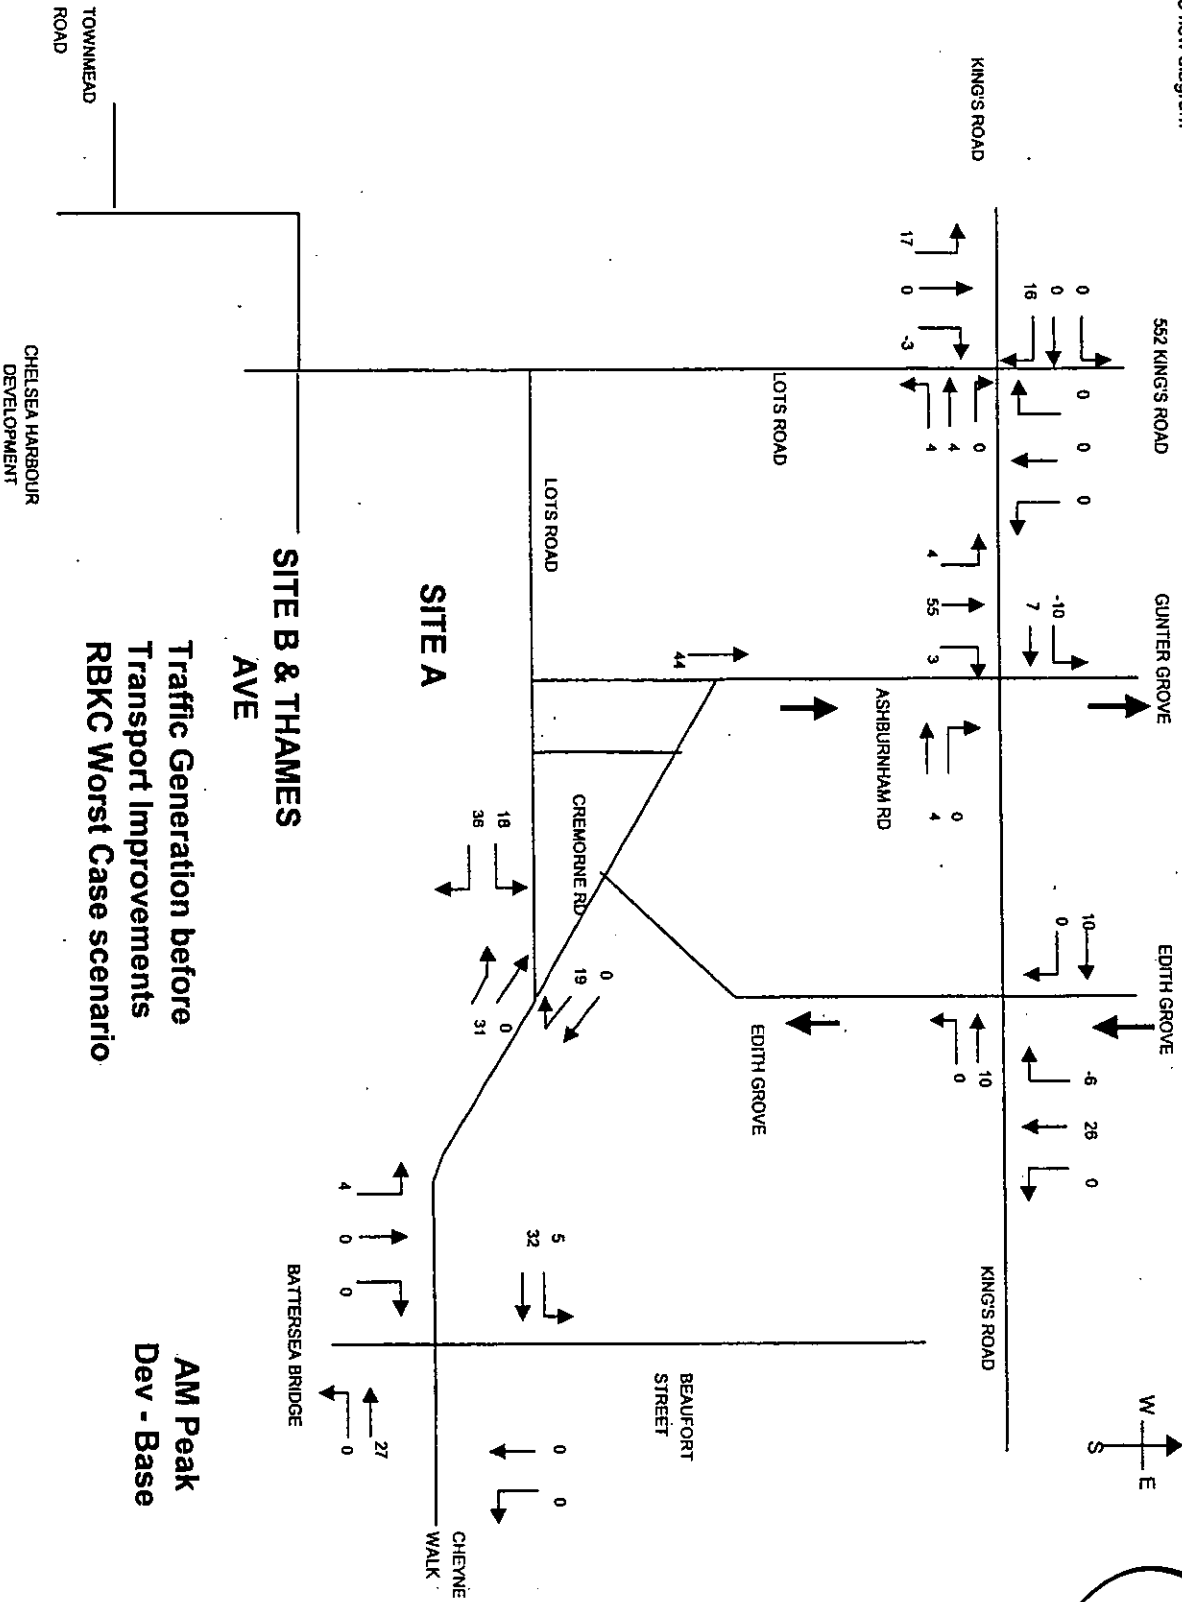 flow diagram
552 KING'S ROAD
GUNTER GROVE
EDITH GROVE
W
E
S
0
0
16
0
0
0
-10
7
10
0
-6
26
0
KING'S ROAD
KING'S ROAD
17
0
-3
0
4
4
4
55
3
0
4
10
0
LOTS ROAD
ASHBURNHAM RD
EDITH GROVE
44
BEAUFORT
STREET
LOTS ROAD
CREMORNE RD
0
19
18
36
0
31
5
32
0
0
SITE A
4
0
0
27
0
CHEYNE
WALK
BATTERSEA BRIDGE
SITE B & THAMES
AVE
TOWNMEAD
ROAD
CHELSEA HARBOUR
DEVELOPMENT
Traffic Generation before
Transport Improvements
RBKC Worst Case scenario
AM Peak
Dev - Base